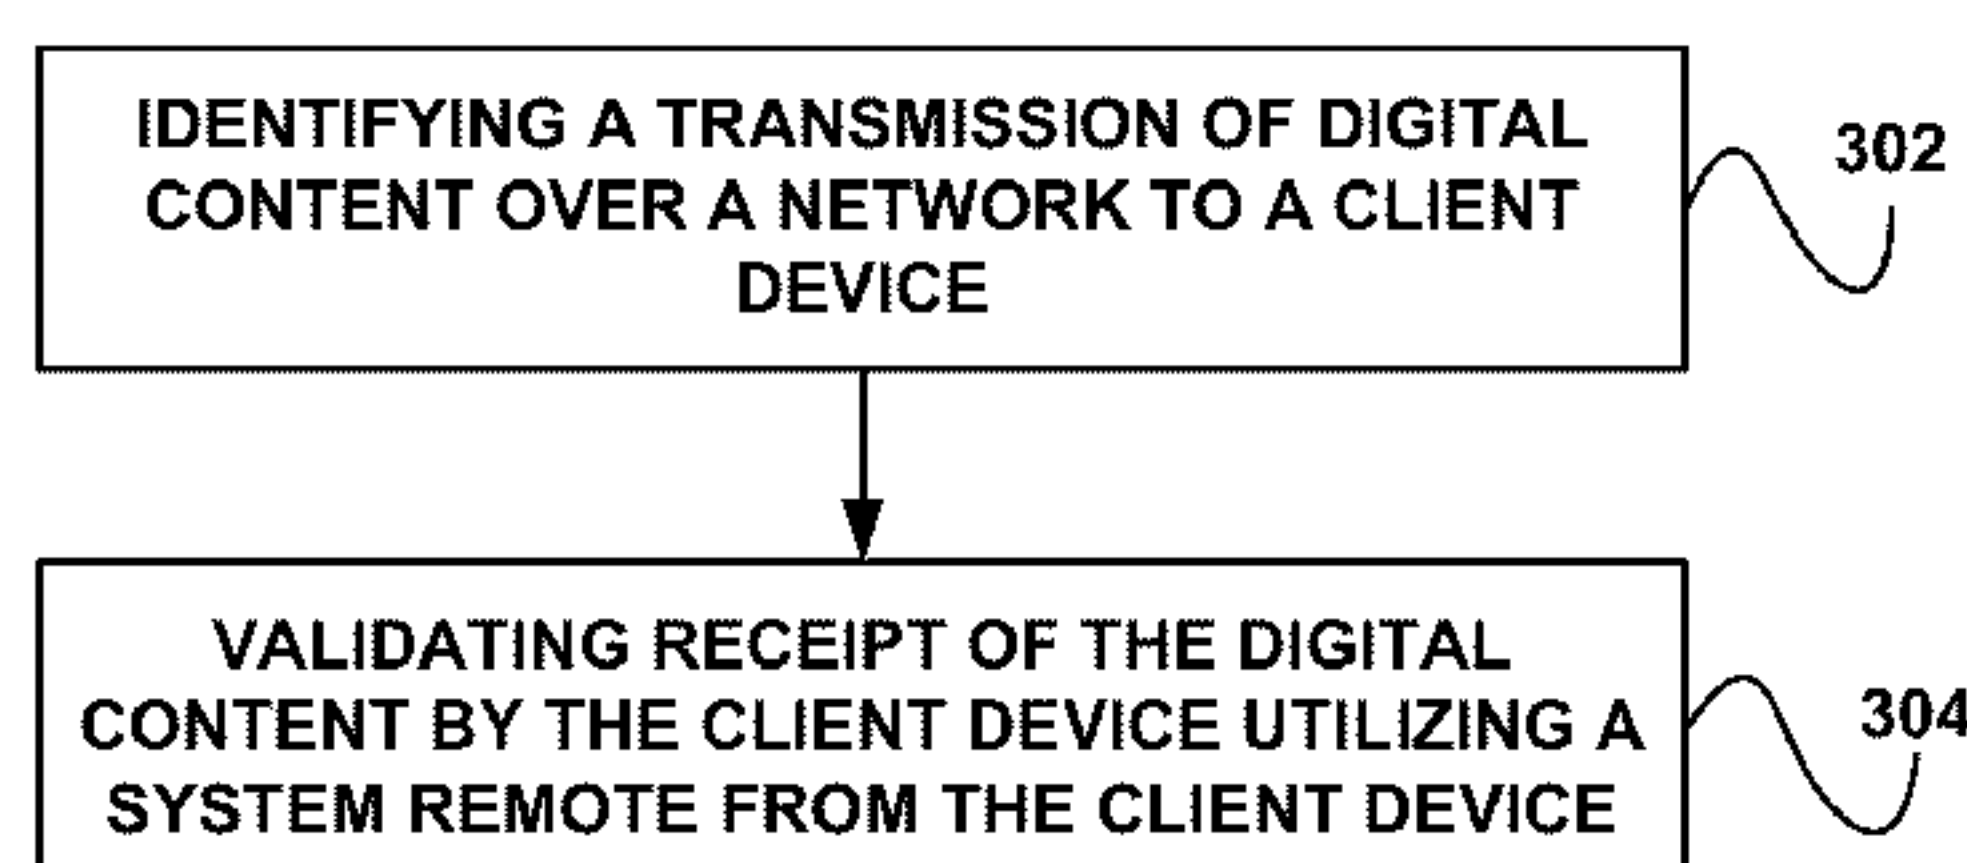 IDENTIFYING A TRANSMISSION OF DIGITAL
CONTENT OVER A NETWORK TO A CLIENT
DEVICE
302
VALIDATING RECEIPT OF THE DIGITAL
CONTENT BY THE CLIENT DEVICE UTILIZING A
SYSTEM REMOTE FROM THE CLIENT DEVICE
304